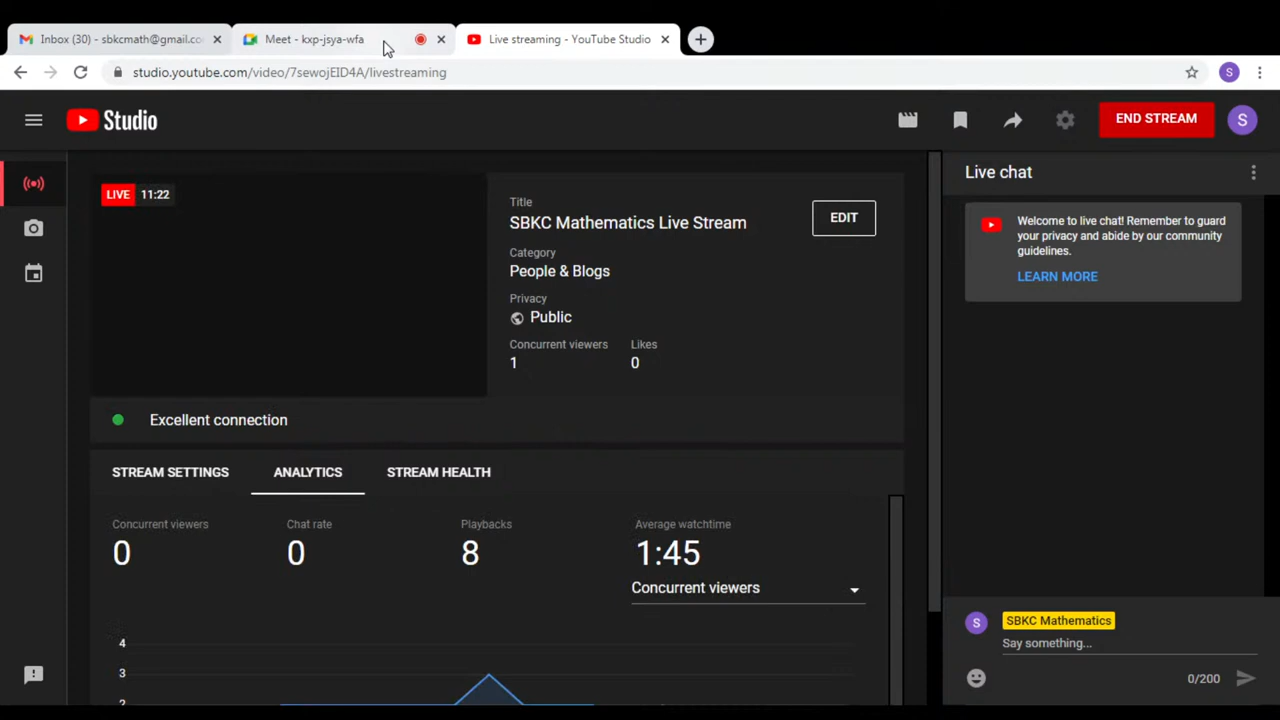 Inbox (30) - sbkcmath@gmail.co
Meet - kxp-jsya-wfa
Live streaming - YouTube Studio
studio.youtube.com/video/7sewojEID4A/livestreaming
S
Studio
END STREAM
S
LIVE 11:22
Title
SBKC Mathematics Live Stream
EDIT
Category
People & Blogs
Privacy
Public
Concurrent viewers Likes
1 0
Excellent connection
STREAM SETTINGS ANALYTICS STREAM HEALTH
Concurrent viewers Chat rate Playbacks Average watchtime
0 0 8 1:45
Concurrent viewers
4
3
2
Live chat
Welcome to live chat! Remember to guard
your privacy and abide by our community
guidelines.
LEARN MORE
S
SBKC Mathematics
Say something...
0/200